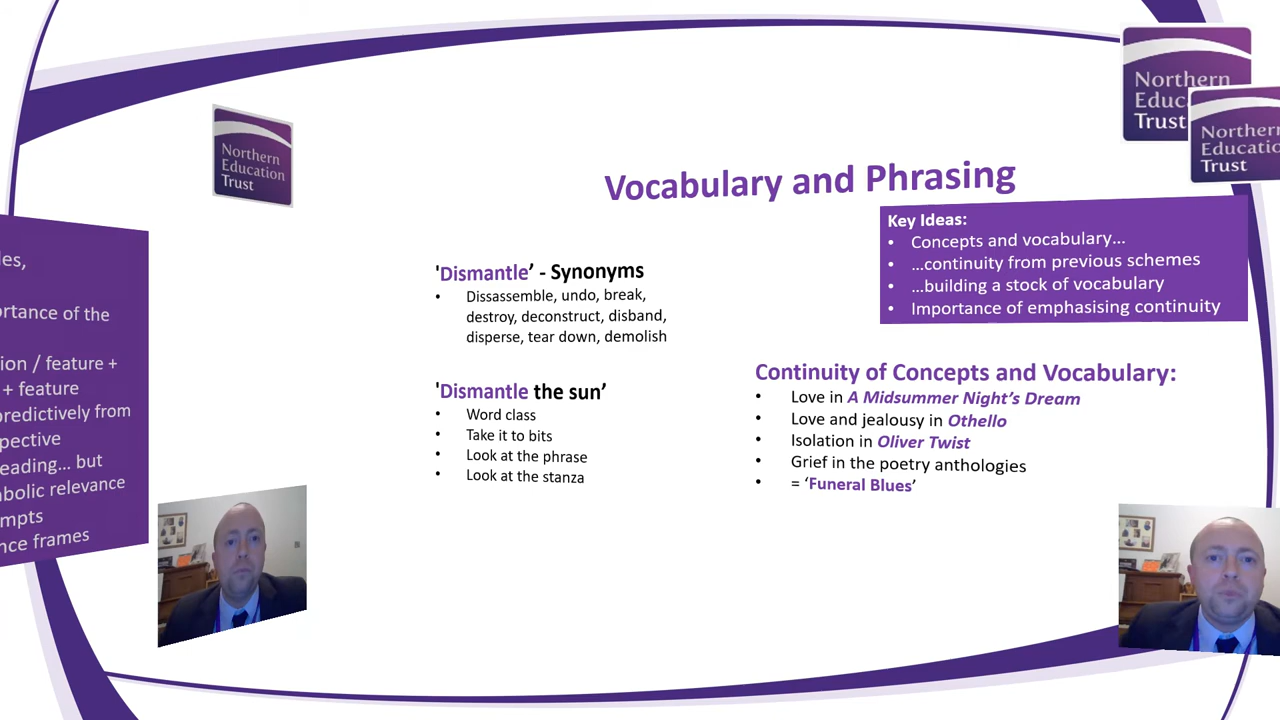 Northern
Education
Trust
Northern
Educ
Trust
Northern
Educatio
Trust
Vocabulary and Phrasing
Key Ideas:
• Concepts and vocabulary…
• …continuity from previous schemes
• …building a stock of vocabulary
• Importance of emphasising continuity
les,
rtance of the
ion / feature +
+ feature
predictively from
pective
eading… but
bolic relevance
mpts
nce frames
'Dismantle’ - Synonyms
• Dissassemble, undo, break,
destroy, deconstruct, disband,
disperse, tear down, demolish
'Dismantle the sun’
• Word class
• Take it to bits
• Look at the phrase
• Look at the stanza
Continuity of Concepts and Vocabulary:
• Love in A Midsummer Night’s Dream
• Love and jealousy in Othello
• Isolation in Oliver Twist
• Grief in the poetry anthologies
• = ‘Funeral Blues’